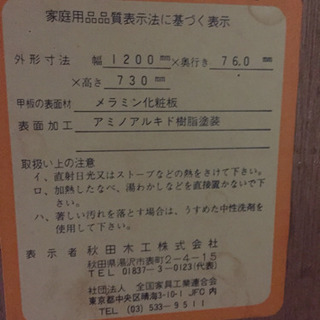 家庭用品品質表示法に基づく表示
外形寸法 幅 1200mm×奥行き 760mm
×高さ 730mm
甲板の表面材 メラミン化粧板
表面加工 アミノアルキド樹脂塗装
取扱い上の注意
イ、直射日光又はストーブなどの熱をさけて下さい。
ロ、加熱したなべ、湯わかしなどを直接置かないで下さい。
ハ、著しい汚れを落とす場合は、うすめた中性洗剤を使用して下さい。
表示者 秋田木工株式会社
秋田県湯沢市表町2-4-15
TEL 01837-3-0123(代表)
社団法人 全国家具工業連合会
東京都中央区晴海3-10-1 JFC内
TEL (03)533-9511